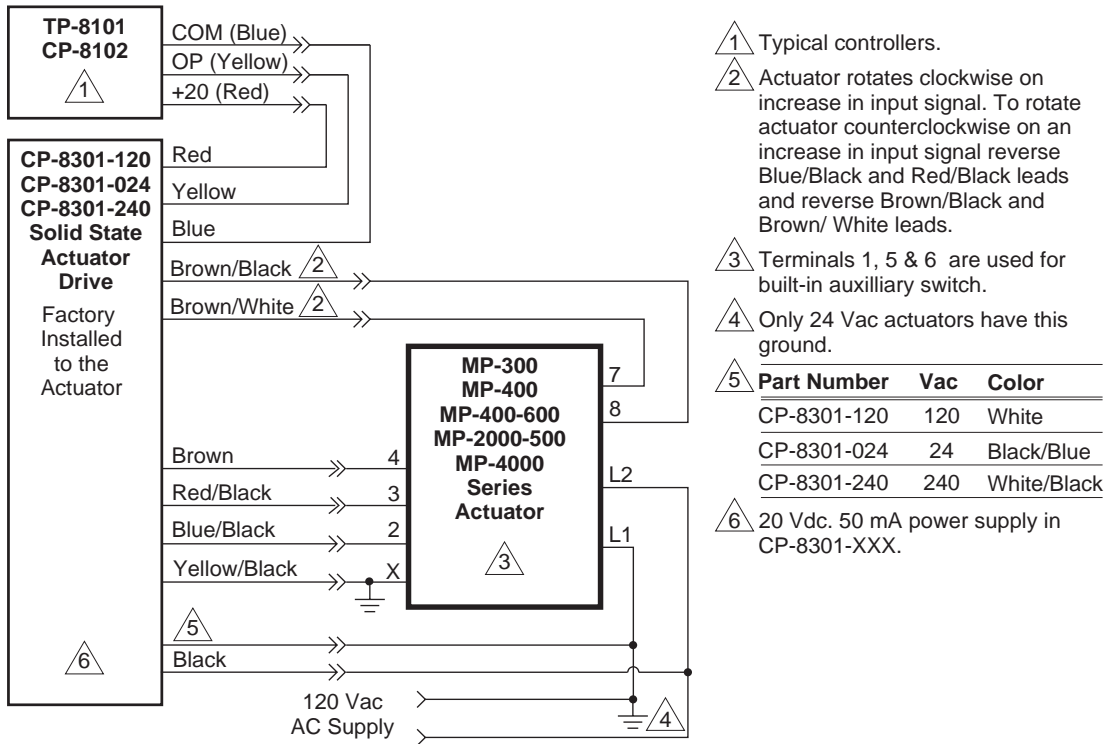 TP-8101
CP-8102
1
COM (Blue)
OP (Yellow)
+20 (Red)
CP-8301-120
CP-8301-024
CP-8301-240
Solid State
Actuator
Drive
Factory
Installed
to the
Actuator
6
Red
Yellow
Blue
Brown/Black 2
Brown/White 2
Brown
Red/Black
Blue/Black
Yellow/Black
5
Black
4
3
2
X
MP-300
MP-400
MP-400-600
MP-2000-500
MP-4000
Series
Actuator
3
7
8
L2
L1
120 Vac
AC Supply
4
1 Typical controllers.
2 Actuator rotates clockwise on
increase in input signal. To rotate
actuator counterclockwise on an
increase in input signal reverse
Blue/Black and Red/Black leads
and reverse Brown/Black and
Brown/ White leads.
3 Terminals 1, 5 & 6 are used for
built-in auxilliary switch.
4 Only 24 Vac actuators have this
ground.
5 Part Number Vac Color
CP-8301-120 120 White
CP-8301-024 24 Black/Blue
CP-8301-240 240 White/Black
6 20 Vdc. 50 mA power supply in
CP-8301-XXX.